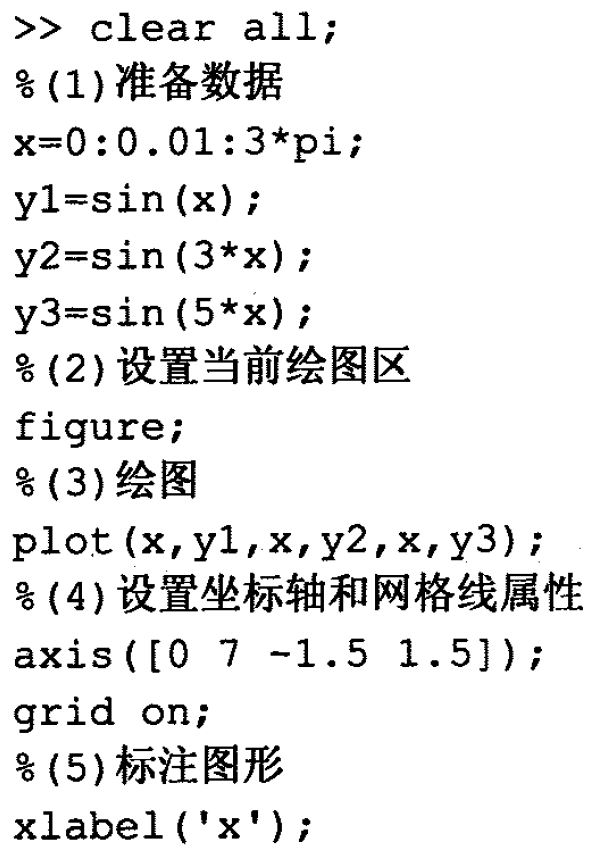 >> clear all;
%(1)准备数据
x=0:0.01:3*pi;
y1=sin(x);
y2=sin(3*x);
y3=sin(5*x);
%(2)设置当前绘图区
figure;
%(3)绘图
plot(x,y1,x,y2,x,y3);
%(4)设置坐标轴和网格线属性
axis([0 7 -1.5 1.5]);
grid on;
%(5)标注图形
xlabel('x');